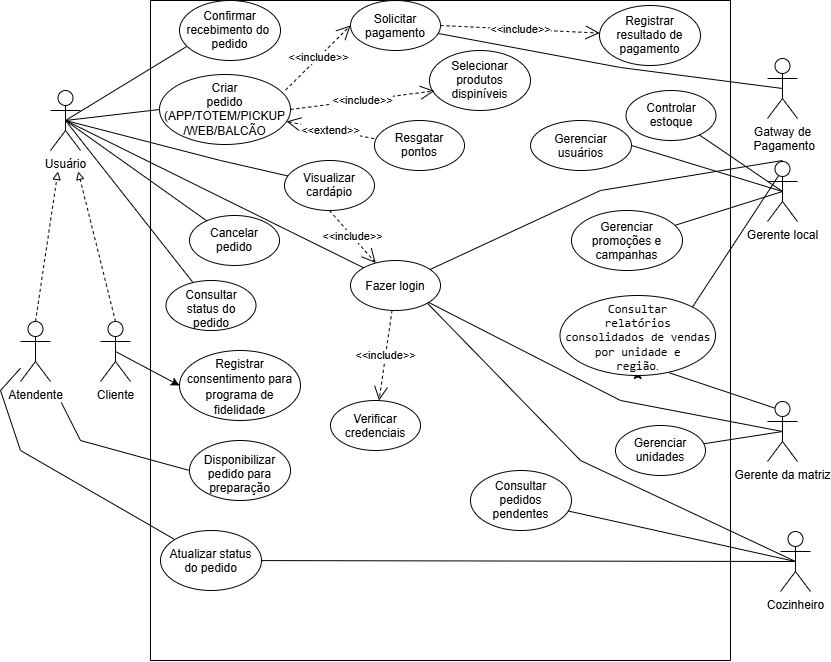 Confirmar
recebimento do
pedido
Solicitar
pagamento
<<include>>
Registrar
resultado de
pagamento
<<include>>
Selecionar
produtos
dispiníveis
Criar
pedido
(APP/TOTEM/PICKUP
/WEB/BALCÃO
<<include>>
<<extend>>
Resgatar
pontos
Controlar
estoque
Gatway de
Pagamento
Gerenciar
usuários
Usuário
Visualizar
cardápio
Gerente local
Cancelar
pedido
<<include>>
Gerenciar
promoções e
campanhas
Fazer login
Consultar
status do
pedido
Consultar
relatórios
consolidados de vendas
por unidade e
região.
<<include>>
Atendente
Cliente
Registrar
consentimento para
programa de
fidelidade
Verificar
credenciais
Gerenciar
unidades
Gerente da matriz
Disponibilizar
pedido para
preparação
Consultar
pedidos
pendentes
Atualizar status
do pedido
Cozinheiro